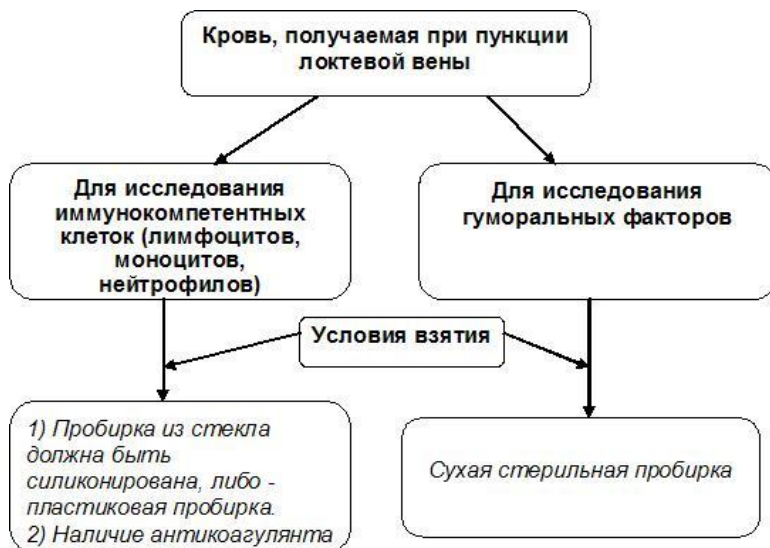 Кровь, получаемая при пункции
локтевой вены
Для исследования
иммунокомпетентных
клеток (лимфоцитов,
моноцитов,
нейтрофилов)
Для исследования
гуморальных факторов
Условия взятия
1) Пробирка из стекла
должна быть
силиконирована, либо -
пластиковая пробирка.
2) Наличие антикоагулянта
Сухая стерильная пробирка